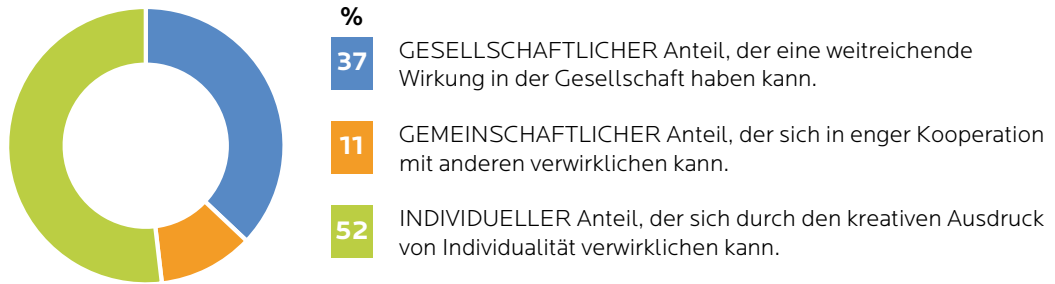 %
37
GESELLSCHAFTLICHER Anteil, der eine weitreichende
Wirkung in der Gesellschaft haben kann.
11
GEMEINSCHAFTLICHER Anteil, der sich in enger Kooperation
mit anderen verwirklichen kann.
52
INDIVIDUELLER Anteil, der sich durch den kreativen Ausdruck
von Individualität verwirklichen kann.